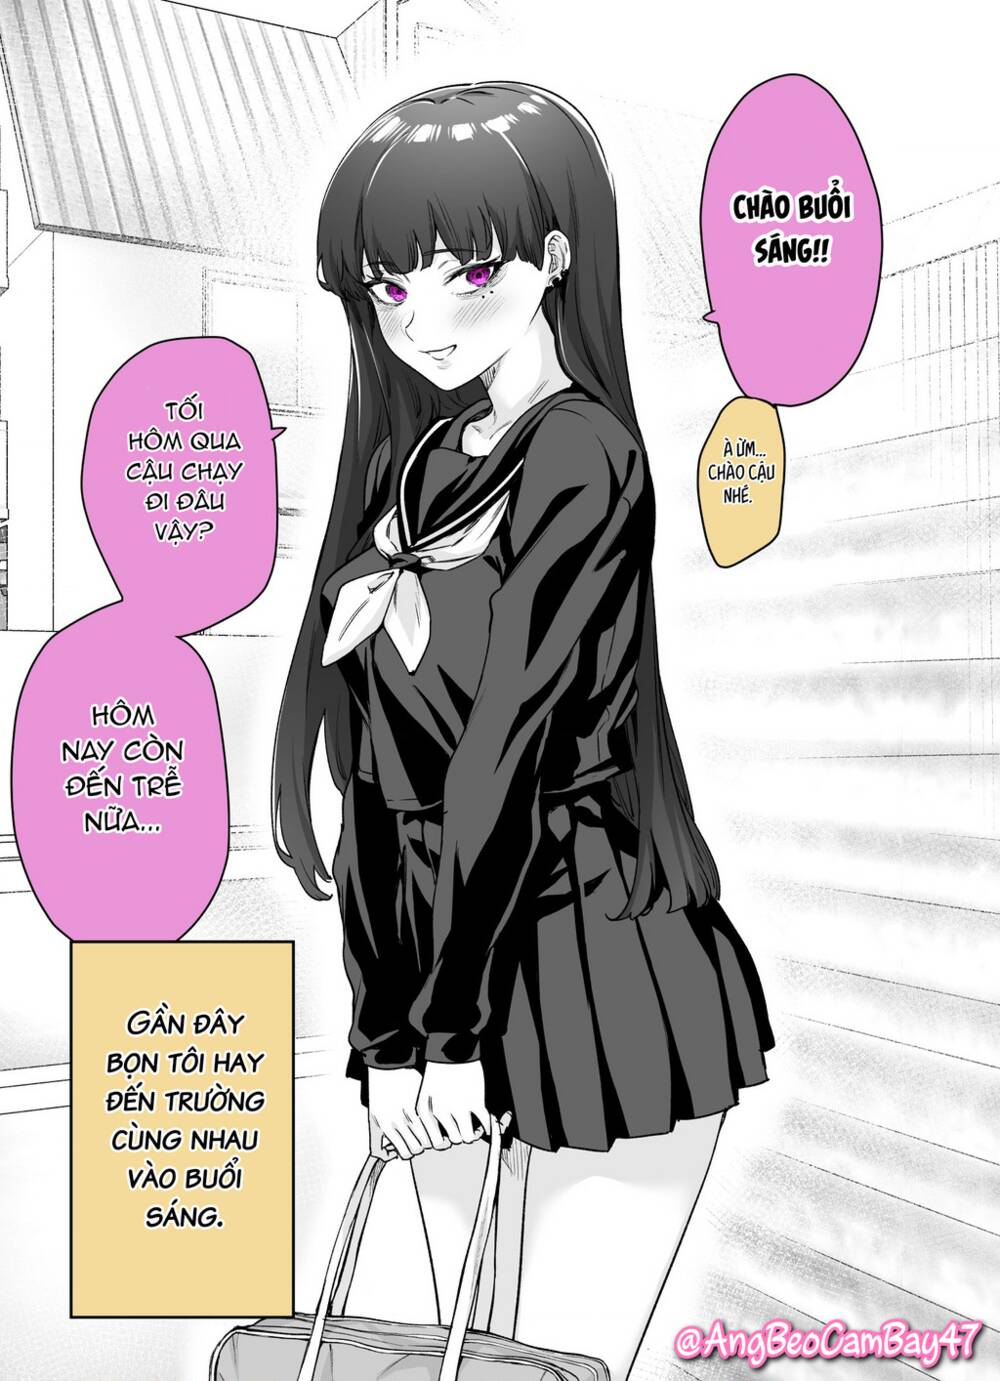 CHÀO BUỔI
SÁNG!!
À ỪM...
CHÀO CẬU
NHÉ.
TỐI
HÔM QUA
CẬU CHẠY
ĐI ĐÂU
VẬY?
HÔM
NAY CÒN
ĐẾN TRỄ
NỮA...
GẦN ĐÂY
BỌN TÔI HAY
ĐẾN TRƯỜNG
CÙNG NHAU
VÀO BUỔI
SÁNG.
@AngBeoCamBay47